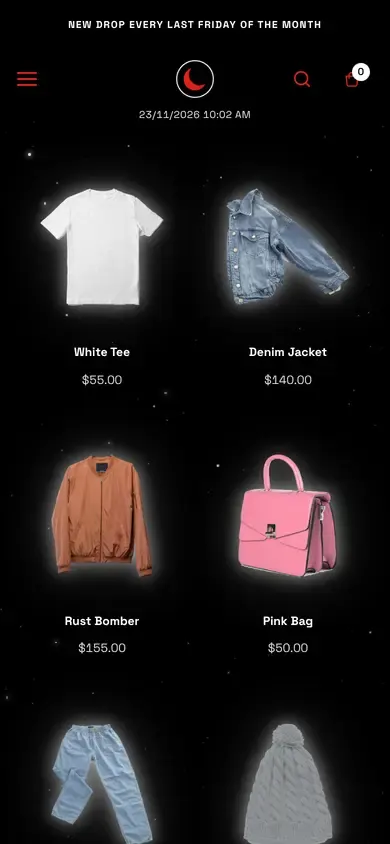 NEW DROP EVERY LAST FRIDAY OF THE MONTH
0
23/11/2026 10:02 AM
White Tee
Denim Jacket
$55.00
$140.00
Rust Bomber
Pink Bag
$155.00
$50.00